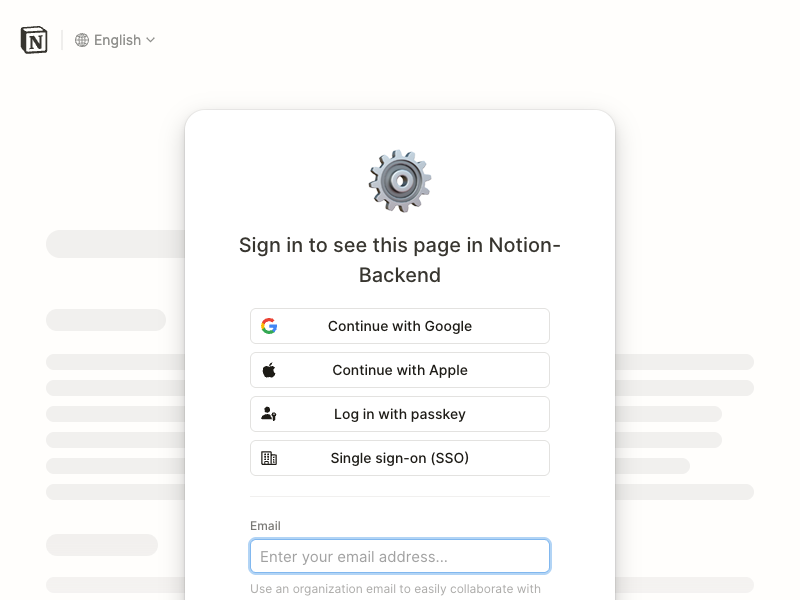 N
English
Sign in to see this page in Notion-
Backend
Continue with Google
Continue with Apple
Log in with passkey
Single sign-on (SSO)
Email
Enter your email address...
Use an organization email to easily collaborate with